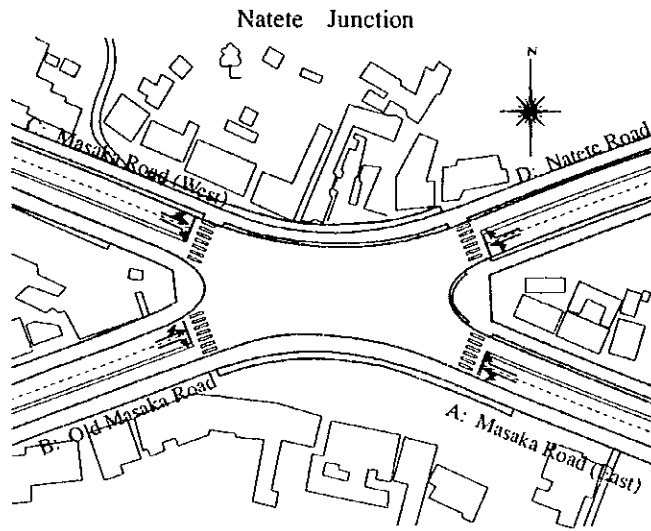 Natete Junction
N
C: Masaka Road (West)
D: Natete Road
B: Old Masaka Road
A: Masaka Road (East)